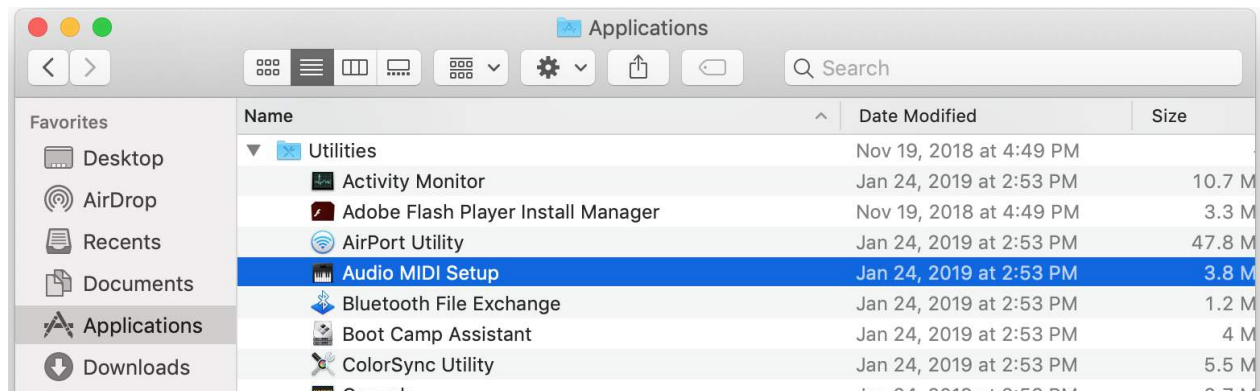 Applications
Search
Favorites
Desktop
AirDrop
Recents
Documents
Applications
Downloads
Name Date Modified Size
Utilities Nov 19, 2018 at 4:49 PM
Activity Monitor Jan 24, 2019 at 2:53 PM 10.7 M
Adobe Flash Player Install Manager Nov 19, 2018 at 4:49 PM 3.3 M
AirPort Utility Jan 24, 2019 at 2:53 PM 47.8 M
Audio MIDI Setup Jan 24, 2019 at 2:53 PM 3.8 M
Bluetooth File Exchange Jan 24, 2019 at 2:53 PM 1.2 M
Boot Camp Assistant Jan 24, 2019 at 2:53 PM 4 M
ColorSync Utility Jan 24, 2019 at 2:53 PM 5.5 M